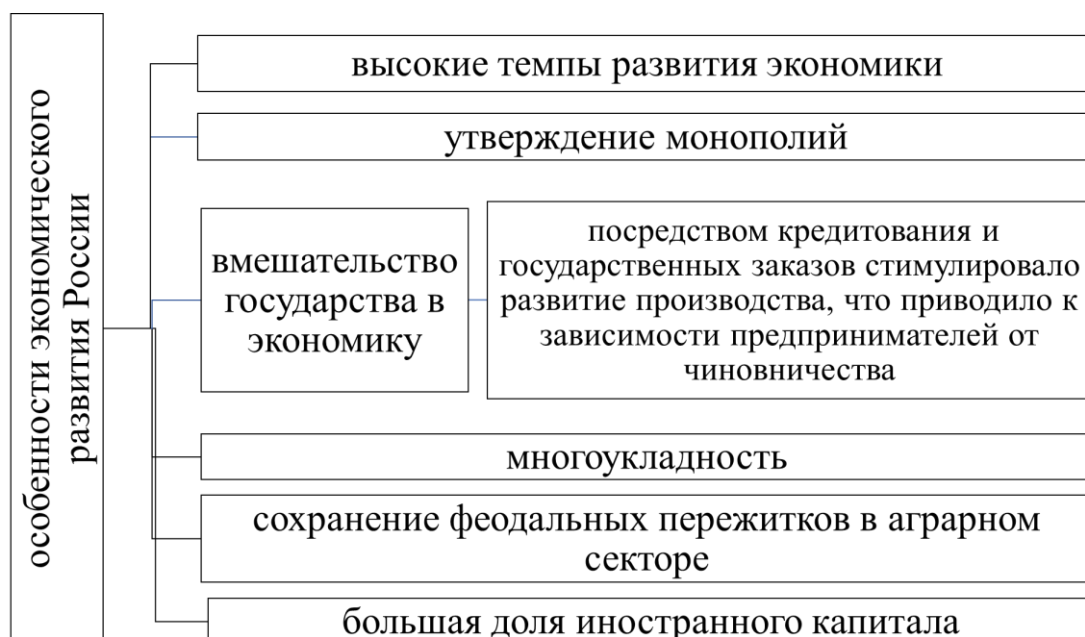 особенности экономического
развития России
высокие темпы развития экономики
утверждение монополий
вмешательство
государства в
экономику
посредством кредитования и
государственных заказов стимулировало
развитие производства, что приводило к
зависимости предпринимателей от
чиновничества
многоукладность
сохранение феодальных пережитков в аграрном
секторе
большая доля иностранного капитала